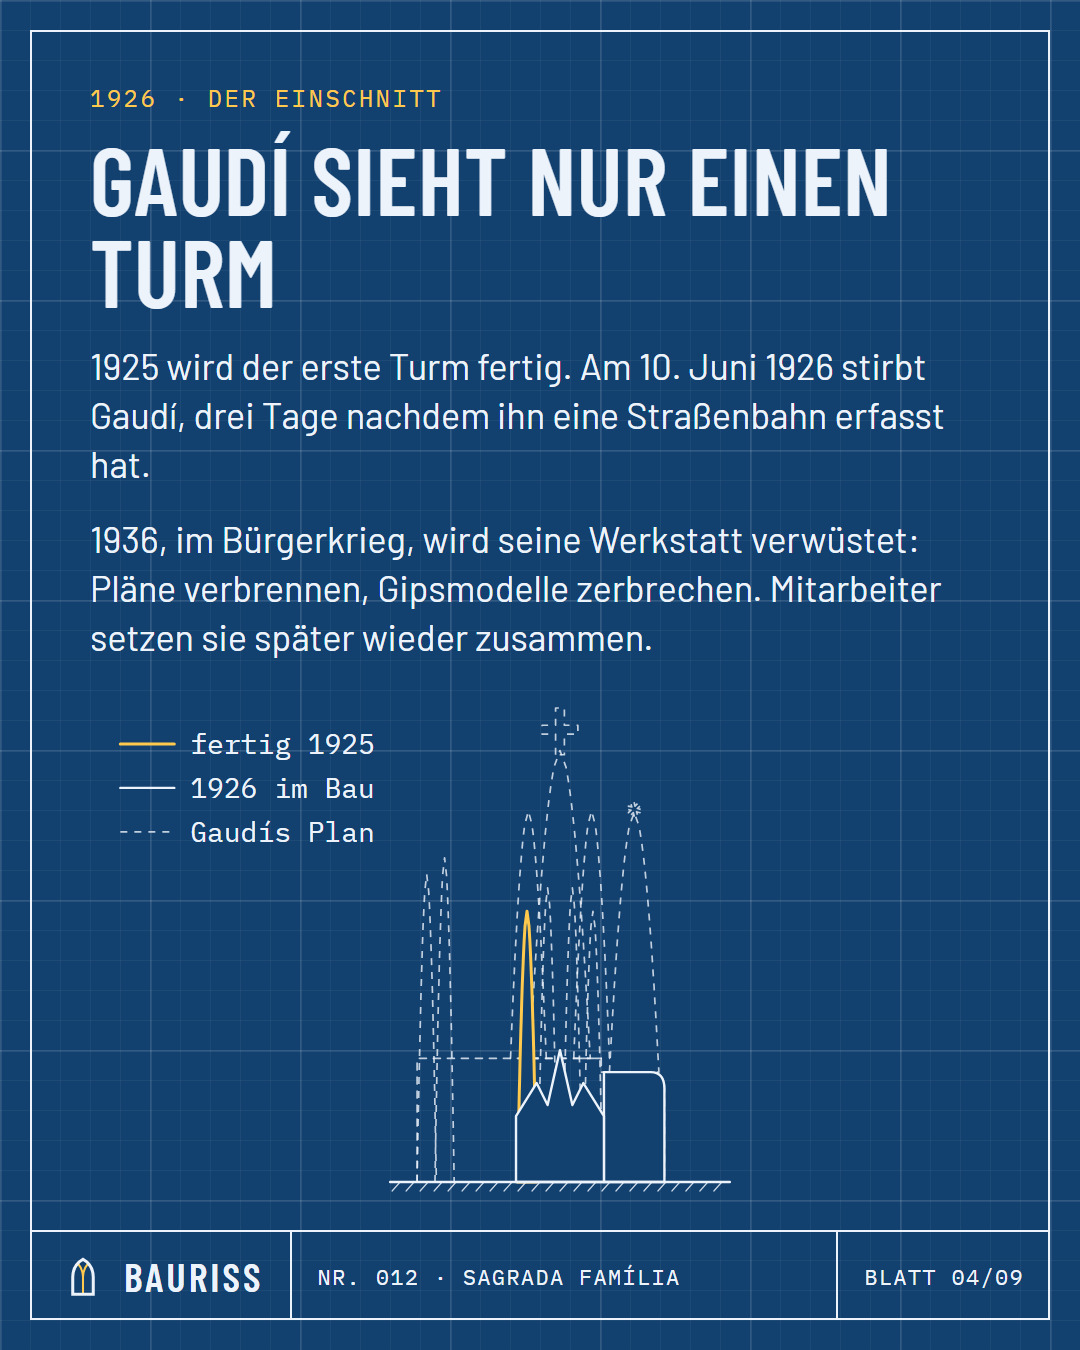 1926 · DER EINSCHNITT
GAUDÍ SIEHT NUR EINEN
TURM
1925 wird der erste Turm fertig. Am 10. Juni 1926 stirbt
Gaudí, drei Tage nachdem ihn eine Straßenbahn erfasst
hat.
1936, im Bürgerkrieg, wird seine Werkstatt verwüstet:
Pläne verbrennen, Gipsmodelle zerbrechen. Mitarbeiter
setzen sie später wieder zusammen.
fertig 1925
1926 im Bau
Gaudís Plan
BAURISS
NR. 012 · SAGRADA FAMÍLIA
BLATT 04/09